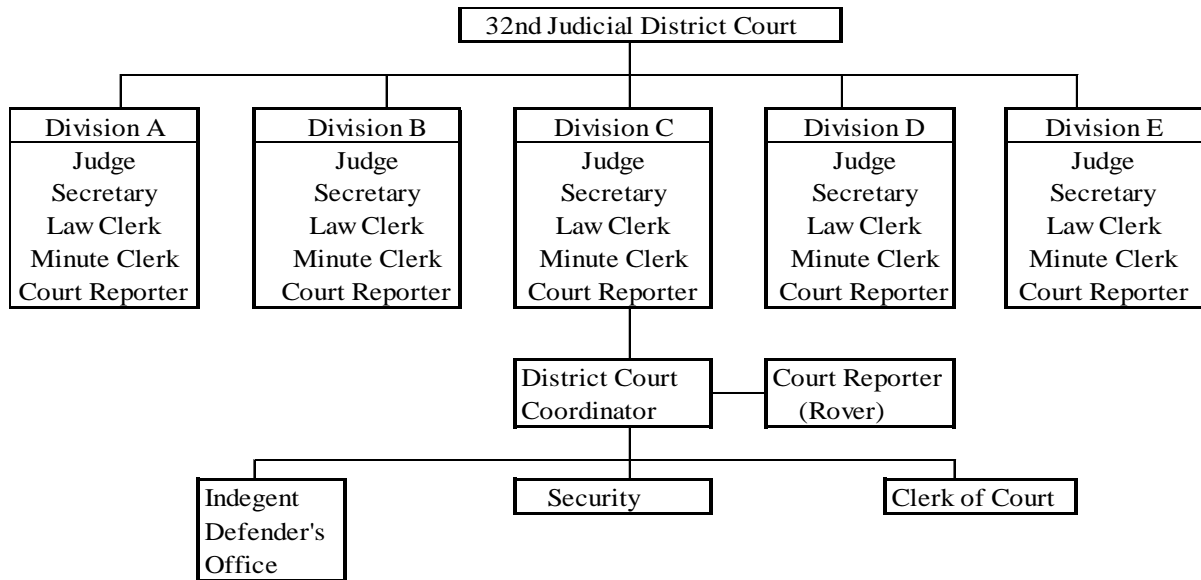 32nd Judicial District Court
Division A
Judge
Secretary
Law Clerk
Minute Clerk
Court Reporter
Division B
Judge
Secretary
Law Clerk
Minute Clerk
Court Reporter
Division C
Judge
Secretary
Law Clerk
Minute Clerk
Court Reporter
Division D
Judge
Secretary
Law Clerk
Minute Clerk
Court Reporter
Division E
Judge
Secretary
Law Clerk
Minute Clerk
Court Reporter
District Court
Coordinator
Court Reporter
(Rover)
Indegent
Defender's
Office
Security
Clerk of Court